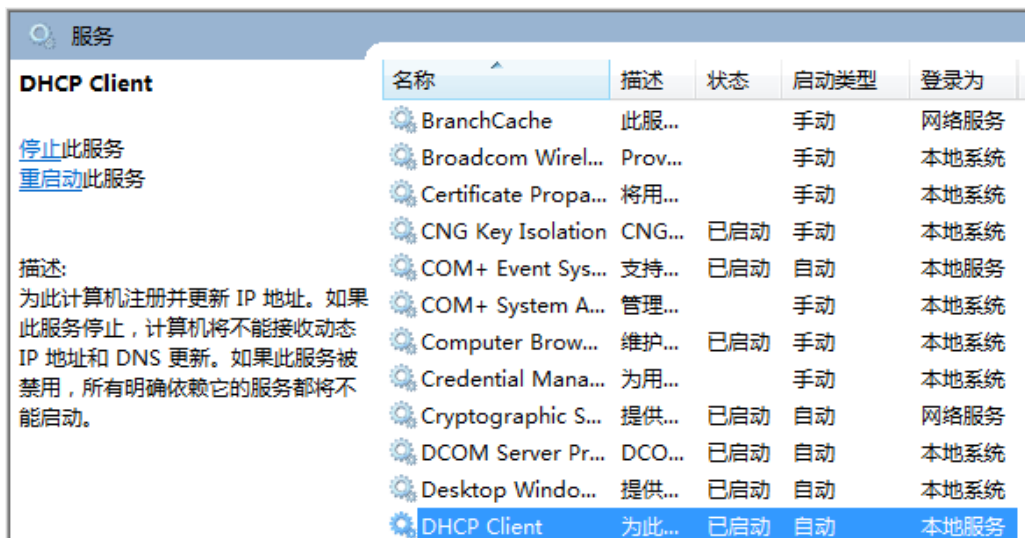 服务
DHCP Client
停止此服务
重启动此服务
描述:
为此计算机注册并更新 IP 地址。如果
此服务停止，计算机将不能接收动态
IP 地址和 DNS 更新。如果此服务被
禁用，所有明确依赖它的服务都将不
能启动。
名称 描述 状态 启动类型 登录为
BranchCache 此服... 手动 网络服务
Broadcom Wirel... Prov... 手动 本地系统
Certificate Propa... 将用... 手动 本地系统
CNG Key Isolation CNG... 已启动 手动 本地系统
COM+ Event Sys... 支持... 已启动 自动 本地服务
COM+ System A... 管理... 手动 本地系统
Computer Brow... 维护... 已启动 手动 本地系统
Credential Mana... 为用... 手动 本地系统
Cryptographic S... 提供... 已启动 自动 网络服务
DCOM Server Pr... DCO... 已启动 自动 本地系统
Desktop Windo... 提供... 已启动 自动 本地系统
DHCP Client 为此... 已启动 自动 本地服务